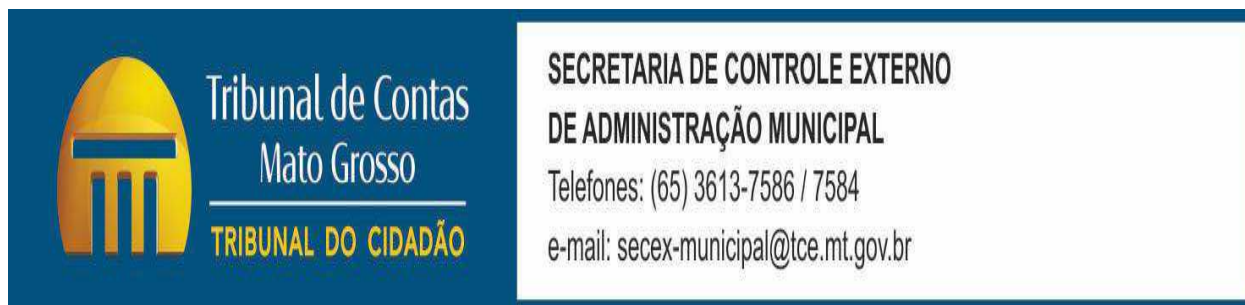 Tribunal de Contas
Mato Grosso
TRIBUNAL DO CIDADÃO
SECRETARIA DE CONTROLE EXTERNO
DE ADMINISTRAÇÃO MUNICIPAL
Telefones: (65) 3613-7586 / 7584
e-mail: secex-municipal@tce.mt.gov.br